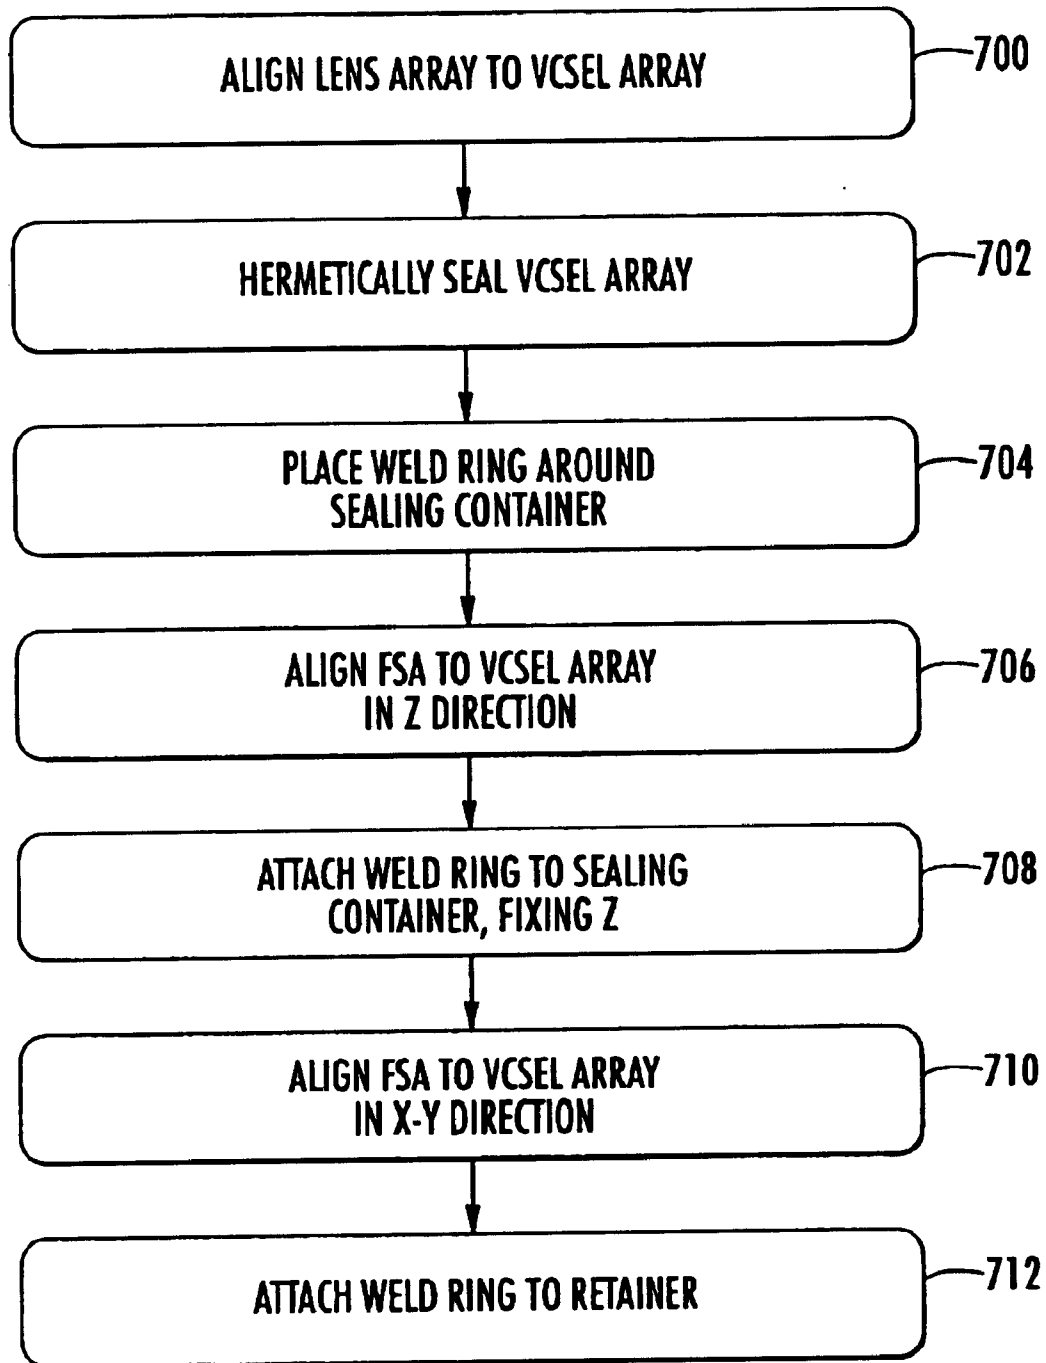 ALIGN LENS ARRAY TO VCSEL ARRAY
700
HERMETICALLY SEAL VCSEL ARRAY
702
PLACE WELD RING AROUND
SEALING CONTAINER
704
ALIGN FSA TO VCSEL ARRAY
IN Z DIRECTION
706
ATTACH WELD RING TO SEALING
CONTAINER, FIXING Z
708
ALIGN FSA TO VCSEL ARRAY
IN X-Y DIRECTION
710
ATTACH WELD RING TO RETAINER
712